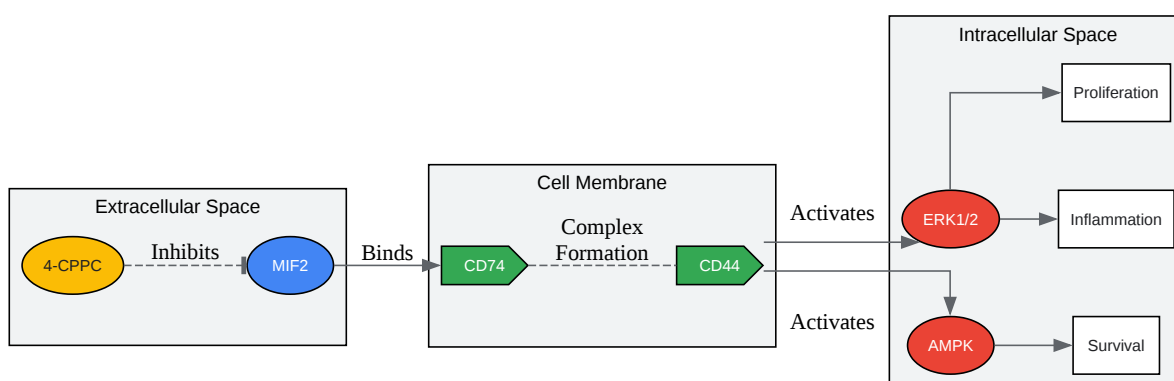 Intracellular Space
Proliferation
Cell Membrane
Extracellular Space
Activates
Complex
Formation
ERK1/2
Inflammation
4-CPPC
Inhibits
MIF2
Binds
CD74
CD44
Activates
AMPK
Survival